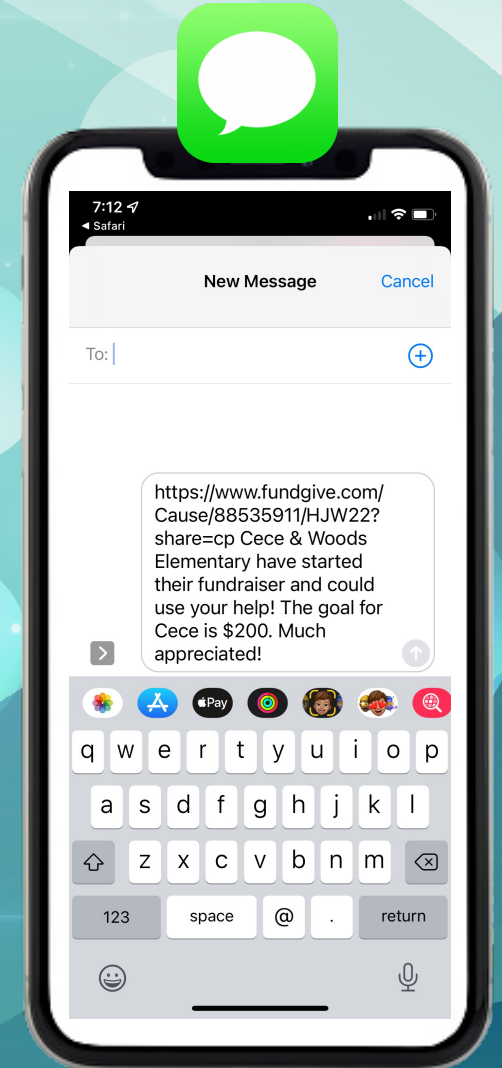 7:12
◀ Safari
New Message
Cancel
To:
https://www.fundgive.com/
Cause/88535911/HJW22?
share=cp Cece & Woods
Elementary have started
their fundraiser and could
use your help! The goal for
Cece is $200. Much
appreciated!
Pay
q w e r t y u i o p
a s d f g h j k l
z x c v b n m
123 space @ . return